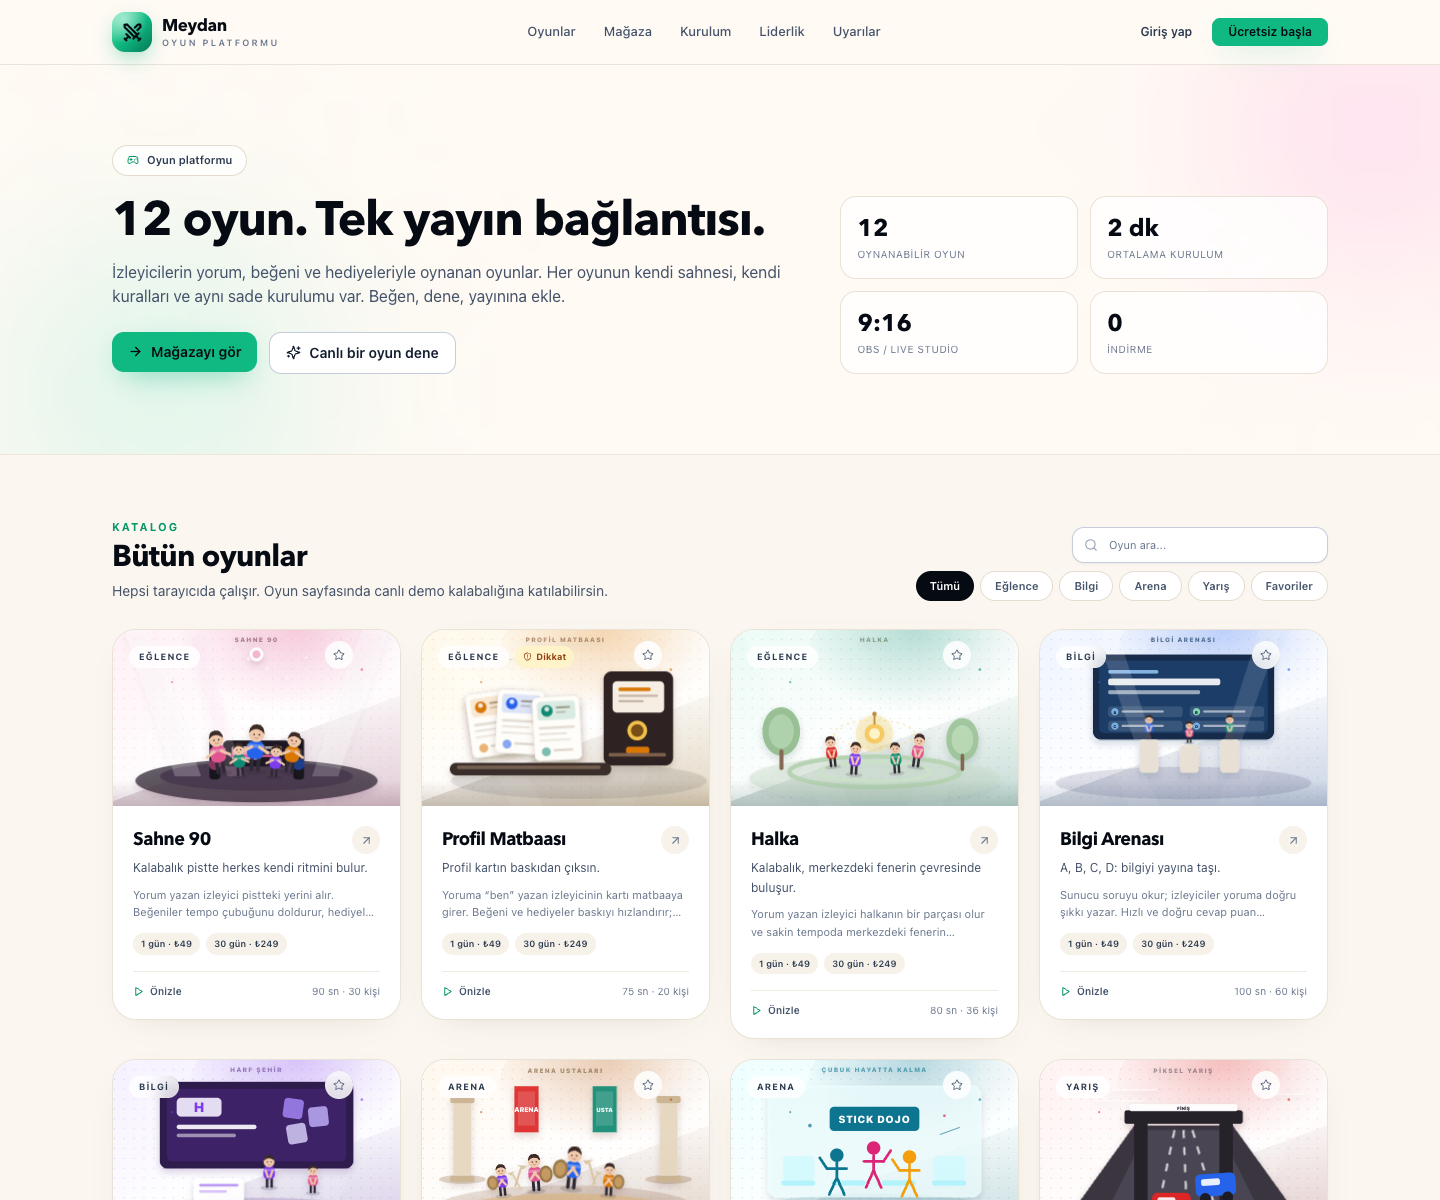 Meydan
OYUN PLATFORMU
Oyunlar
Mağaza
Kurulum
Liderlik
Uyarılar
Giriş yap
Ücretsiz başla
Oyun platformu
12 oyun. Tek yayın bağlantısı.
İzleyicilerin yorum, beğeni ve hediyeleriyle oynanan oyunlar. Her oyunun kendi sahnesi, kendi
kuralları ve aynı sade kurulumu var. Beğen, dene, yayınına ekle.
Mağazayı gör
Canlı bir oyun dene
12
OYNANABİLİR OYUN
2 dk
ORTALAMA KURULUM
9:16
OBS / LIVE STUDIO
0
İNDİRME
KATALOG
Bütün oyunlar
Hepsi tarayıcıda çalışır. Oyun sayfasında canlı demo kalabalığına katılabilirsin.
Oyun ara...
Tümü
Eğlence
Bilgi
Arena
Yarış
Favoriler
SAHNE 90
EĞLENCE
Sahne 90
Kalabalık pistte herkes kendi ritmini bulur.
Yorum yazan izleyici pistteki yerini alır.
Beğeniler tempo çubuğunu doldurur, hediyel...
1 gün · ₺49
30 gün · ₺249
Önizle
90 sn · 30 kişi
PROFİL MATBAASI
EĞLENCE
Dikkat
Profil Matbaası
Profil kartın baskıdan çıksın.
Yoruma “ben” yazan izleyicinin kartı matbaaya
girer. Beğeni ve hediyeler baskıyı hızlandırır;...
1 gün · ₺49
30 gün · ₺249
Önizle
75 sn · 20 kişi
HALKA
EĞLENCE
Halka
Kalabalık, merkezdeki fenerin çevresinde
buluşur.
Yorum yazan izleyici halkanın bir parçası olur
ve sakin tempoda merkezdeki fenerin...
1 gün · ₺49
30 gün · ₺249
Önizle
80 sn · 36 kişi
BİLGİ ARENASI
BİLGİ
A
B
C
D
Bilgi Arenası
A, B, C, D: bilgiyi yayına taşı.
Sunucu soruyu okur; izleyiciler yoruma doğru
şıkkı yazar. Hızlı ve doğru cevap puan...
1 gün · ₺49
30 gün · ₺249
Önizle
100 sn · 60 kişi
HARF ŞEHİR
BİLGİ
H
ARENA USTALARI
ARENA
ARENA
USTA
ÇUBUK HAYATTA KALMA
ARENA
STICK DOJO
PİKSEL YARIŞ
YARIŞ
FİNİŞ